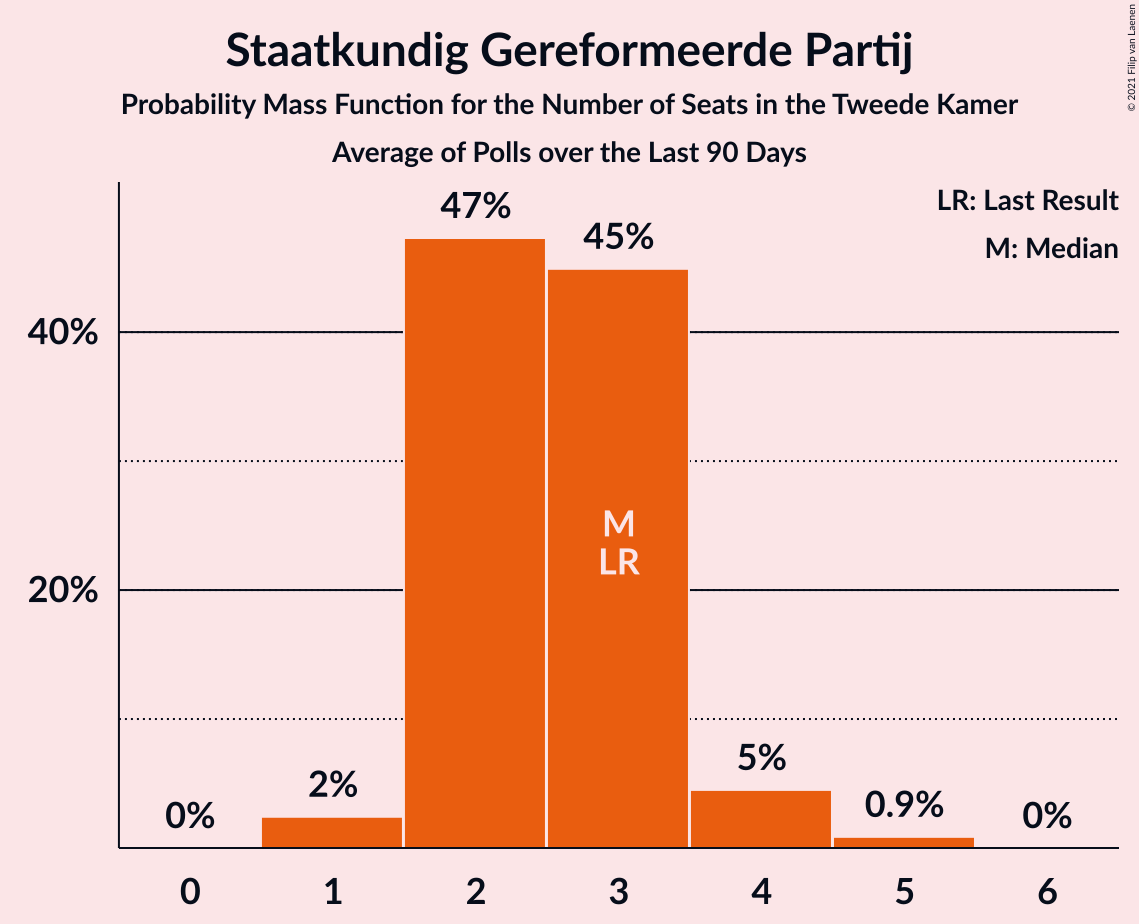 Staatkundig Gereformeerde Partij
Probability Mass Function for the Number of Seats in the Tweede Kamer
Average of Polls over the Last 90 Days
© 2021 Filip van Laenen
LR: Last Result
M: Median
47%
45%
40%
M
LR
20%
5%
2%
0.9%
0%
0%
0 1 2 3 4 5 6